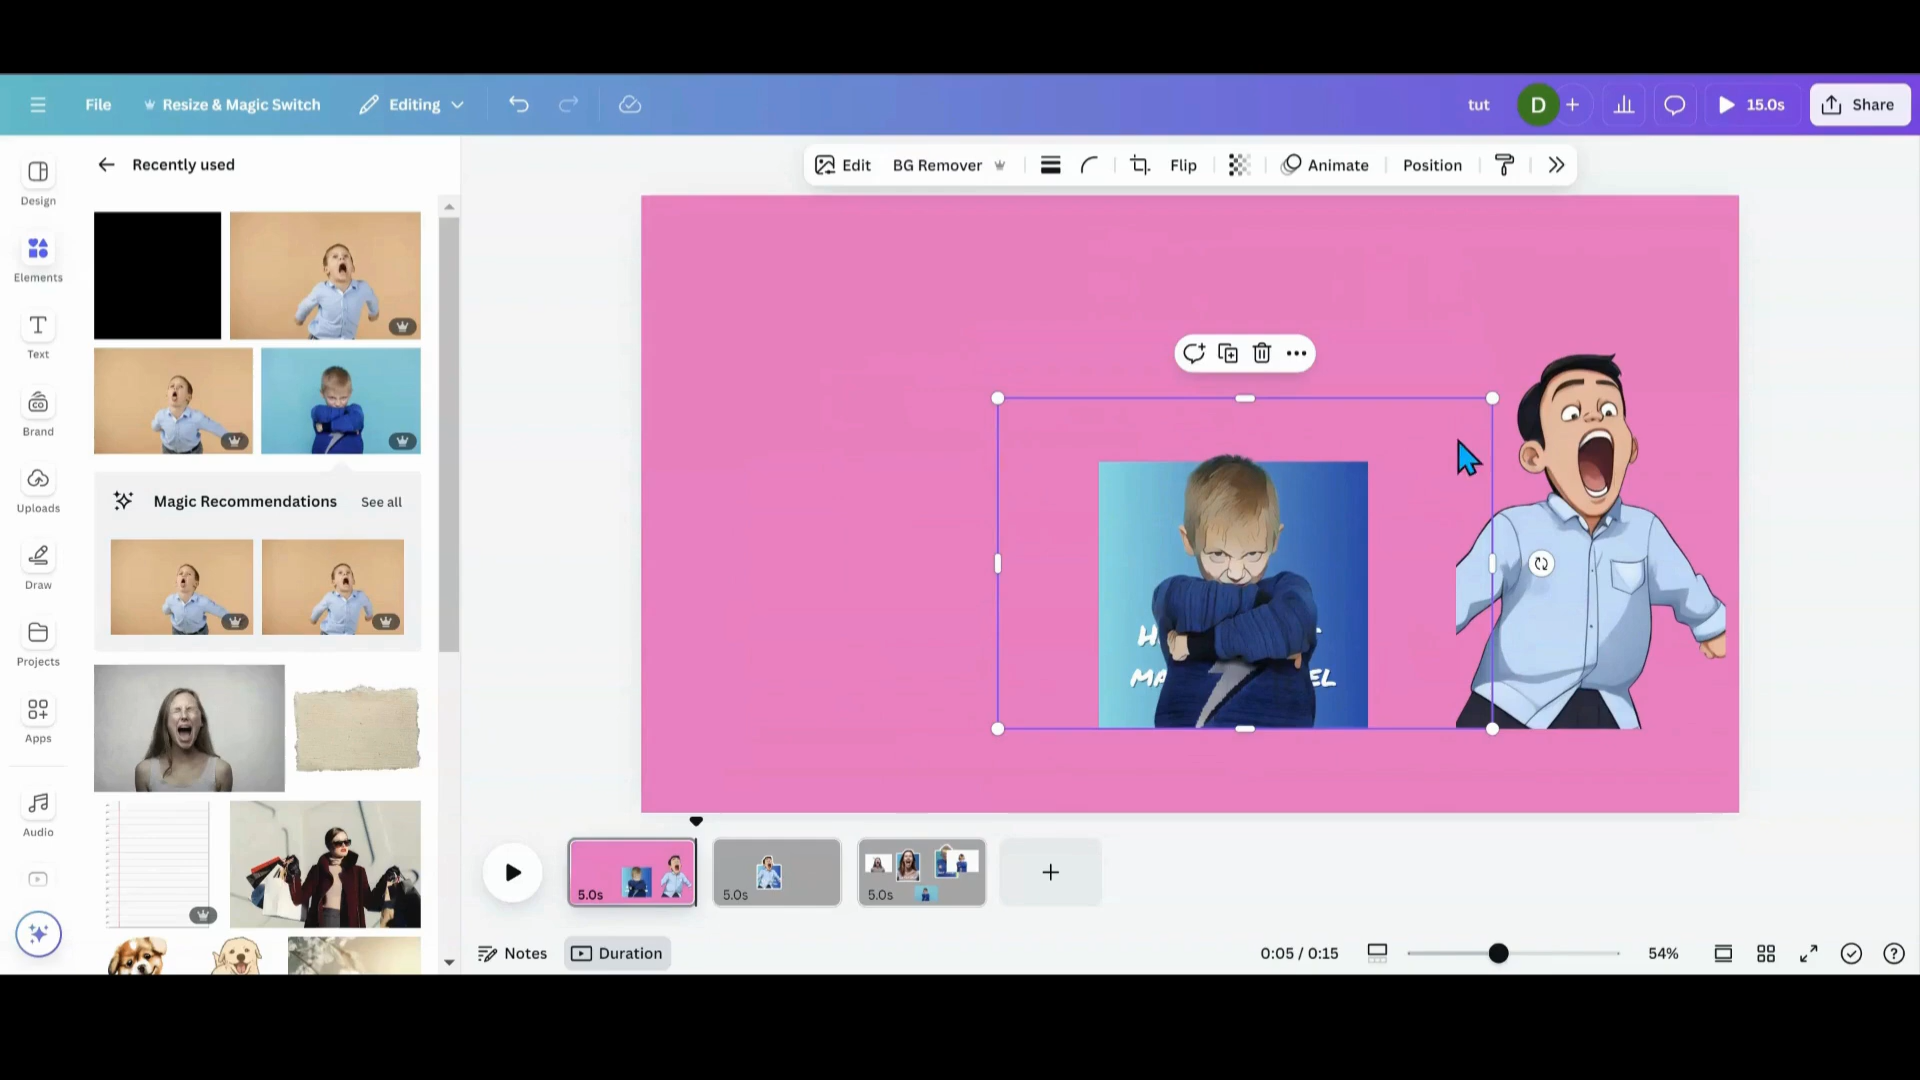 File
Resize & Magic Switch
Editing
tut
D
15.0s
Share
Design
Elements
Text
Brand
CO
Uploads
Draw
Projects
Apps
Audio
Recently used
Magic Recommendations
See all
Edit
BG Remover
Flip
Animate
Position
5.0s
5.0s
5.0s
Notes
Duration
0:05 / 0:15
54%